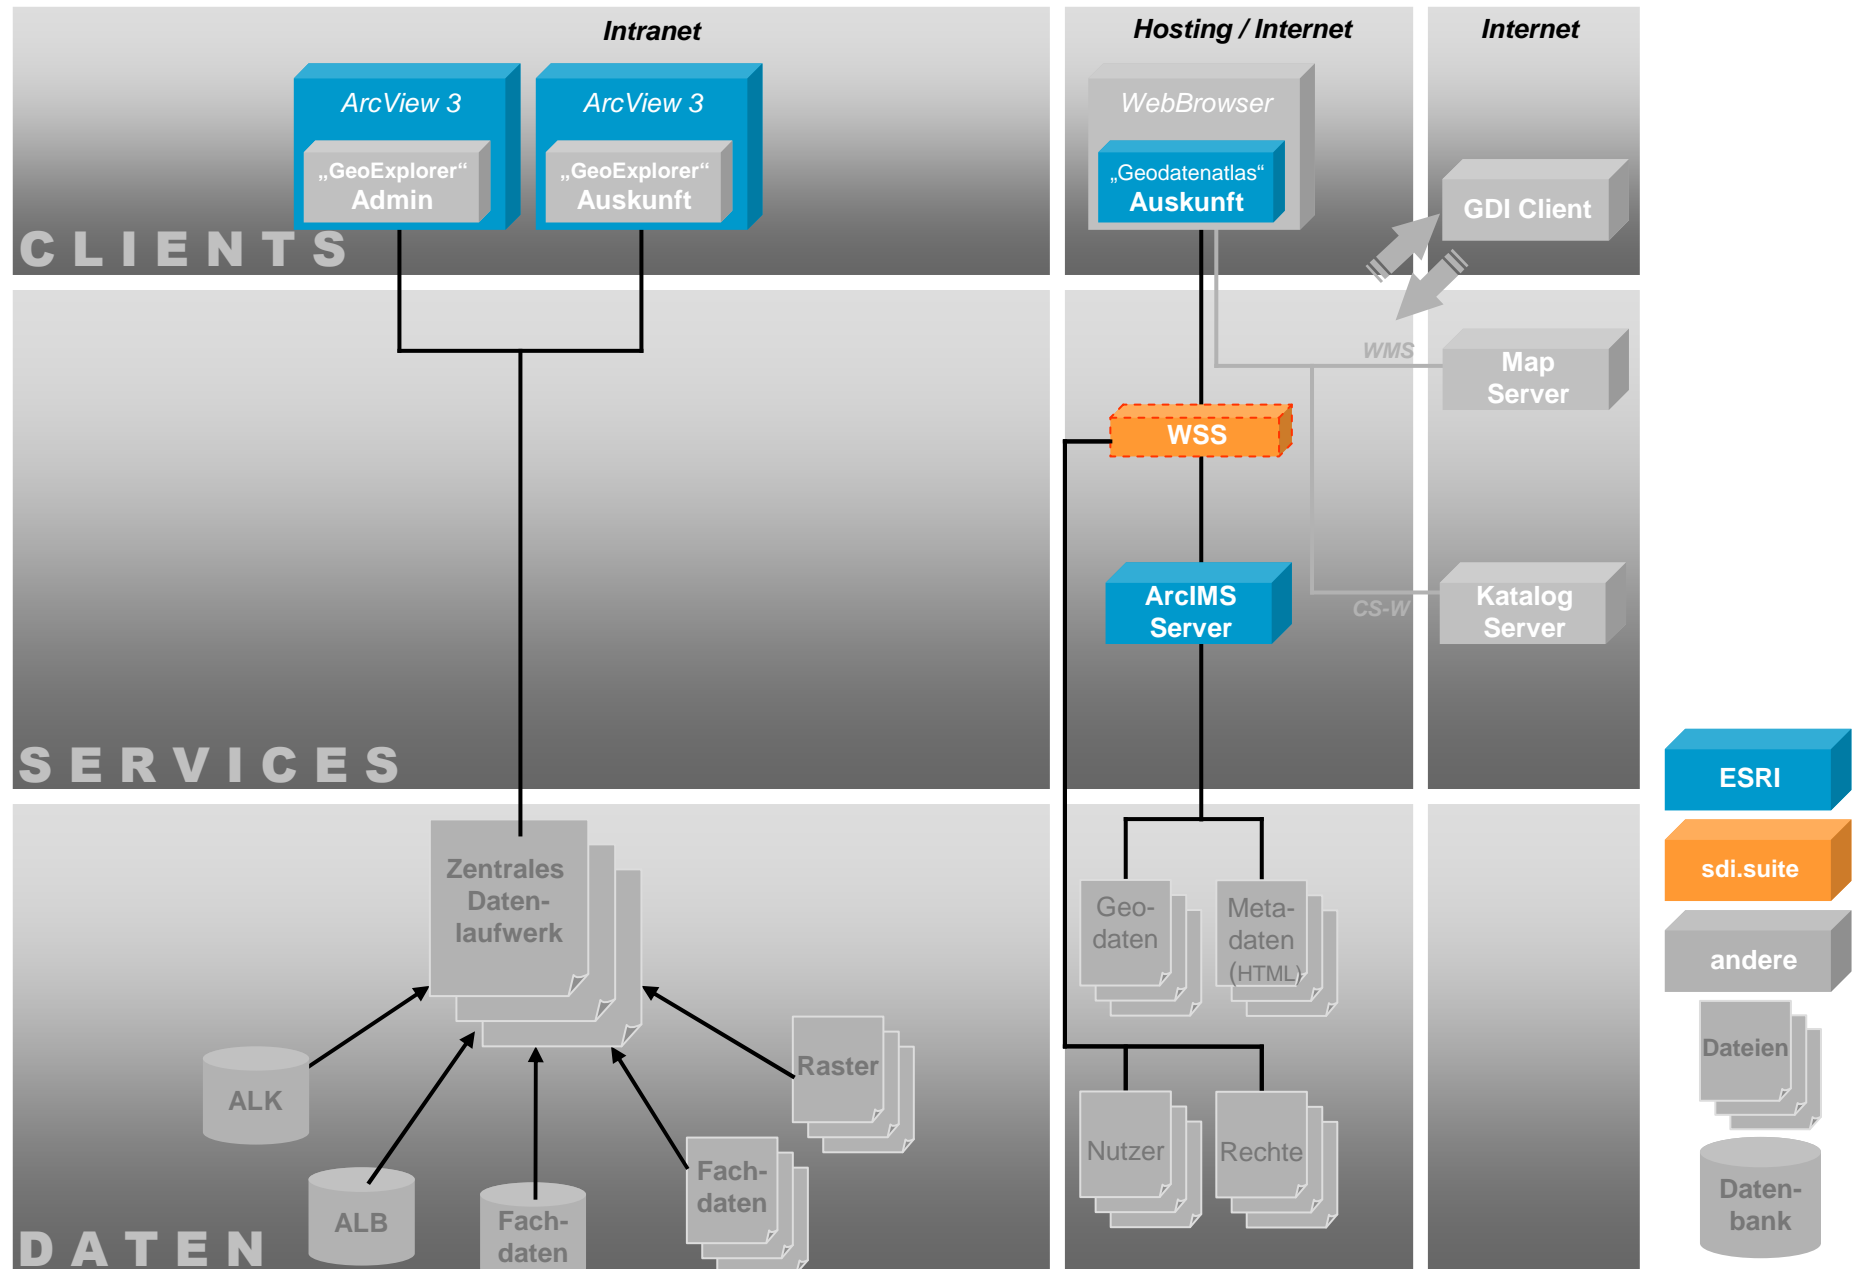 Intranet
Hosting / Internet
Internet
ArcView 3
„GeoExplorer“
Admin
ArcView 3
„GeoExplorer“
Auskunft
WebBrowser
„Geodatenatlas“
Auskunft
GDI Client
CLIENTS
WMS
Map
Server
WSS
ArcIMS
Server
CS-W
Katalog
Server
SERVICES
ESRI
sdi.suite
andere
Dateien
Daten-
bank
Zentrales
Daten-
laufwerk
Geo-
daten
Meta-
daten
(HTML)
Raster
ALK
ALB
Fach-
daten
Fach-
daten
Nutzer
Rechte
DATEN